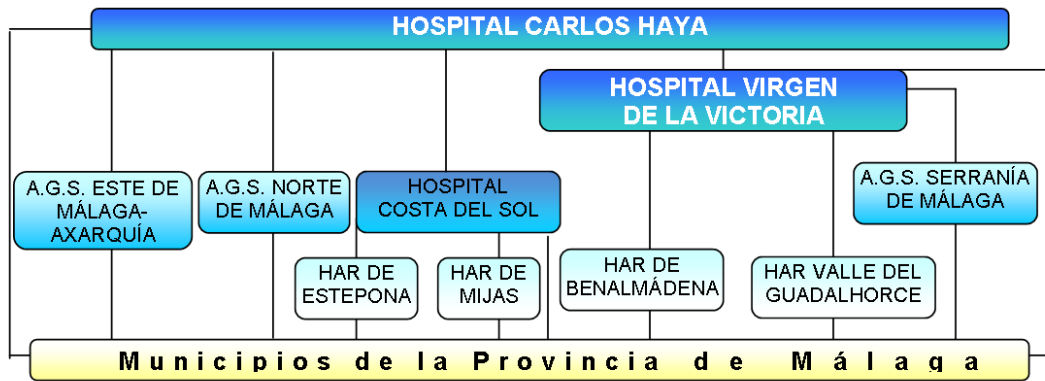 HOSPITAL CARLOS HAYA
HOSPITAL VIRGEN
DE LA VICTORIA
A.G.S. ESTE DE
MÁLAGA-
AXARQUÍA
A.G.S. NORTE
DE MÁLAGA
HOSPITAL
COSTA DEL SOL
A.G.S. SERRANÍA
DE MÁLAGA
HAR DE
ESTEPONA
HAR DE
MIJAS
HAR DE
BENALMÁDENA
HAR VALLE DEL
GUADALHORCE
Municipios de la Provincia de Málaga